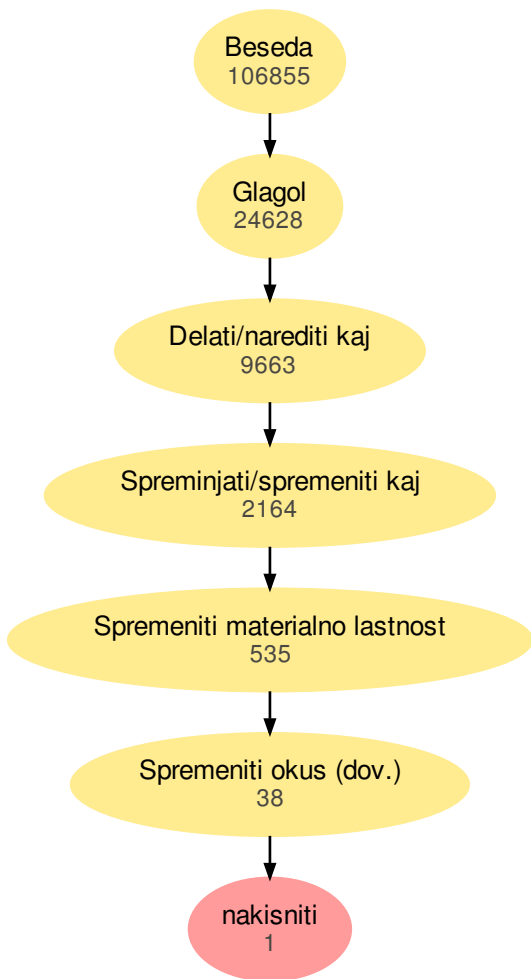 Beseda
106855
Glagol
24628
Delati/narediti kaj
9663
Spreminjati/spremeniti kaj
2164
Spremeniti materialno lastnost
535
Spremeniti okus (dov.)
38
nakisniti
1